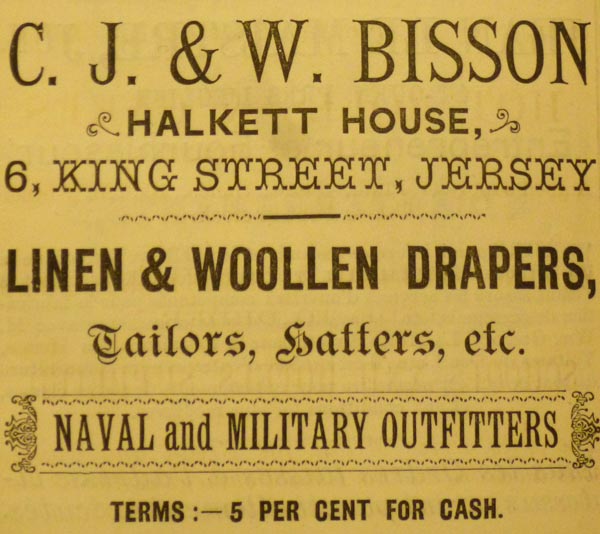 C. J. & W. BISSON
HALKETT HOUSE,
6, KING STREET, JERSEY
LINEN & WOOLLEN DRAPERS,
Tailors, Hatters, etc.
NAVAL and MILITARY OUTFITTERS
TERMS :— 5 PER CENT FOR CASH.